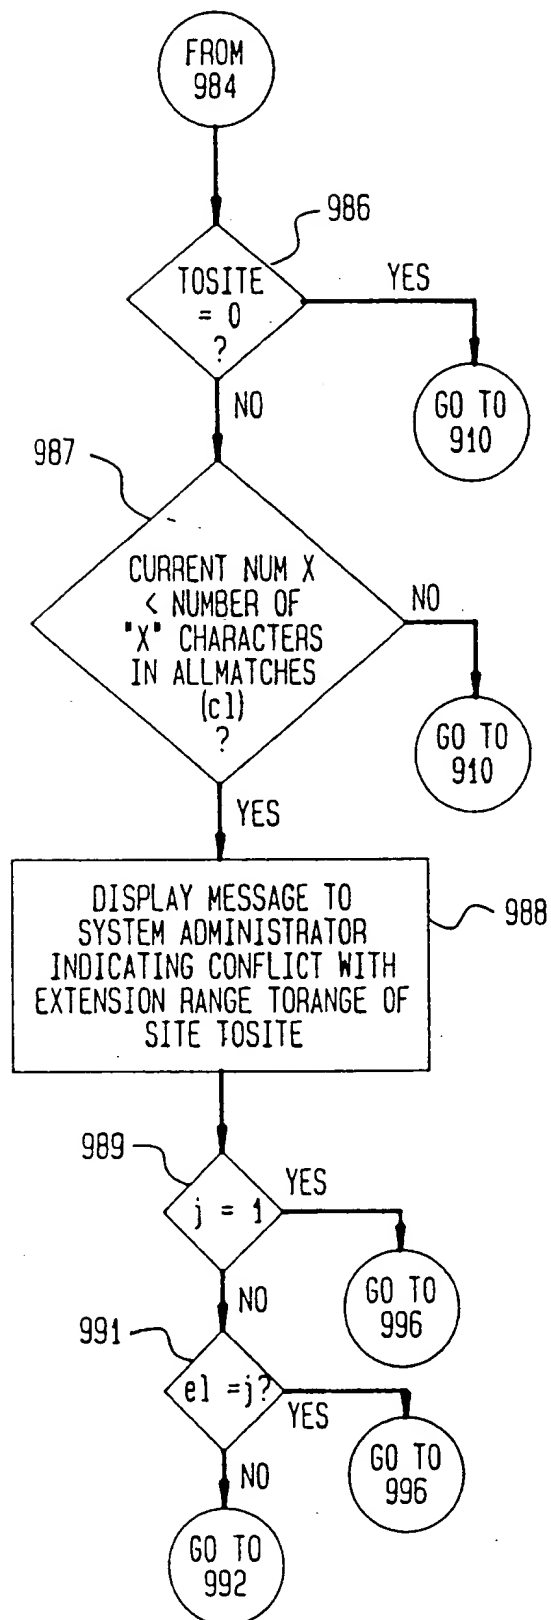 FROM
984
986
TOSITE
= 0
?
YES
GO TO
910
NO
987
CURRENT NUM X
< NUMBER OF
"X" CHARACTERS
IN ALLMATCHES
(cl)
?
NO
GO TO
910
YES
DISPLAY MESSAGE TO
SYSTEM ADMINISTRATOR
INDICATING CONFLICT WITH
EXTENSION RANGE TORANGE OF
SITE TOSITE
988
989
j = 1
YES
GO TO
996
NO
991
el =j?
YES
GO TO
996
NO
GO TO
992